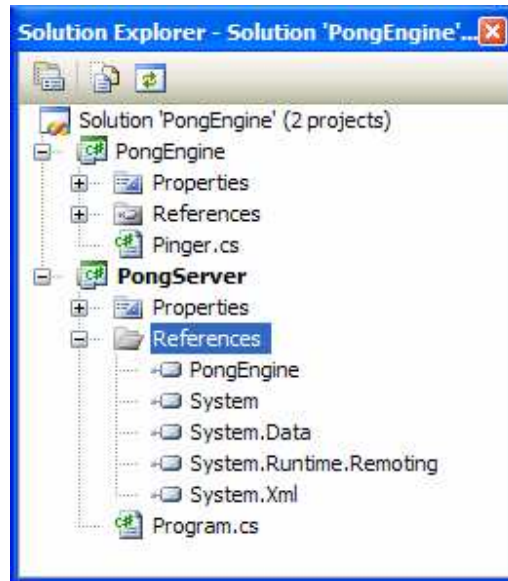 Solution Explorer - Solution 'PongEngine'...
Solution 'PongEngine' (2 projects)
PongEngine
Properties
References
Pinger.cs
PongServer
Properties
References
PongEngine
System
System.Data
System.Runtime.Remoting
System.Xml
Program.cs